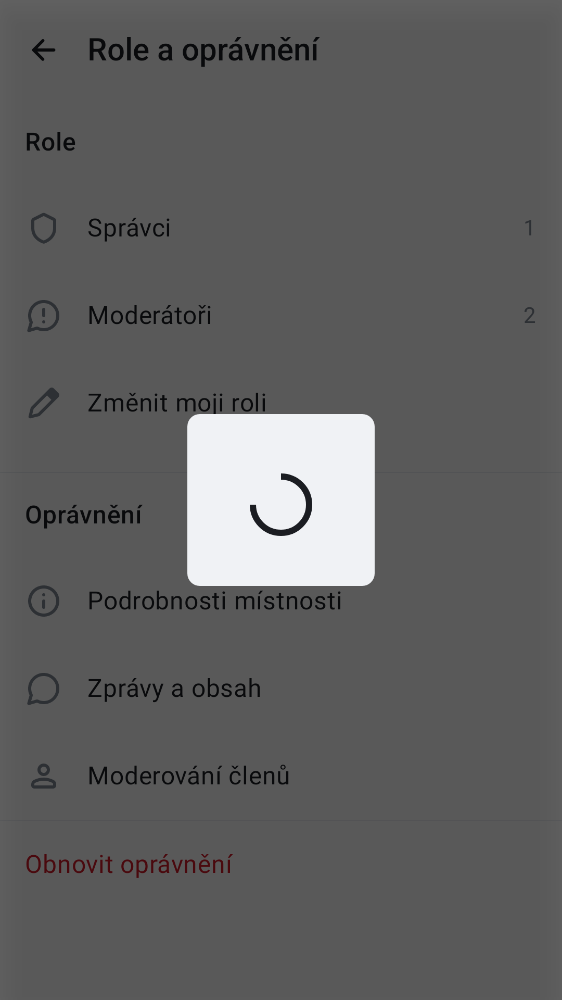 Role a oprávnění
Role
Správci 1
Moderátoři 2
Změnit moji roli
Oprávnění
Podrobnosti místnosti
Zprávy a obsah
Moderování členů
Obnovit oprávnění